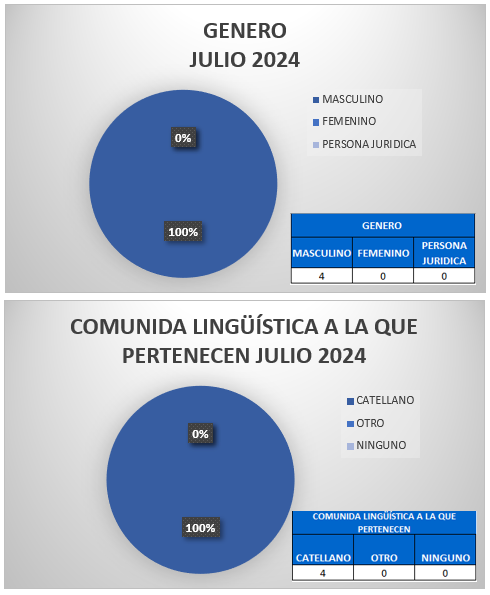 GENERO
JULIO 2024
0%
100%
MASCULINO
FEMENINO
PERSONA JURIDICA
GENERO
MASCULINO FEMENINO PERSONA JURIDICA
4 0 0
COMUNIDA LINGÜÍSTICA A LA QUE
PERTENECEN JULIO 2024
0%
100%
CATELLANO
OTRO
NINGUNO
COMUNIDA LINGÜÍSTICA A LA QUE
PERTENECEN
CATELLANO OTRO NINGUNO
4 0 0